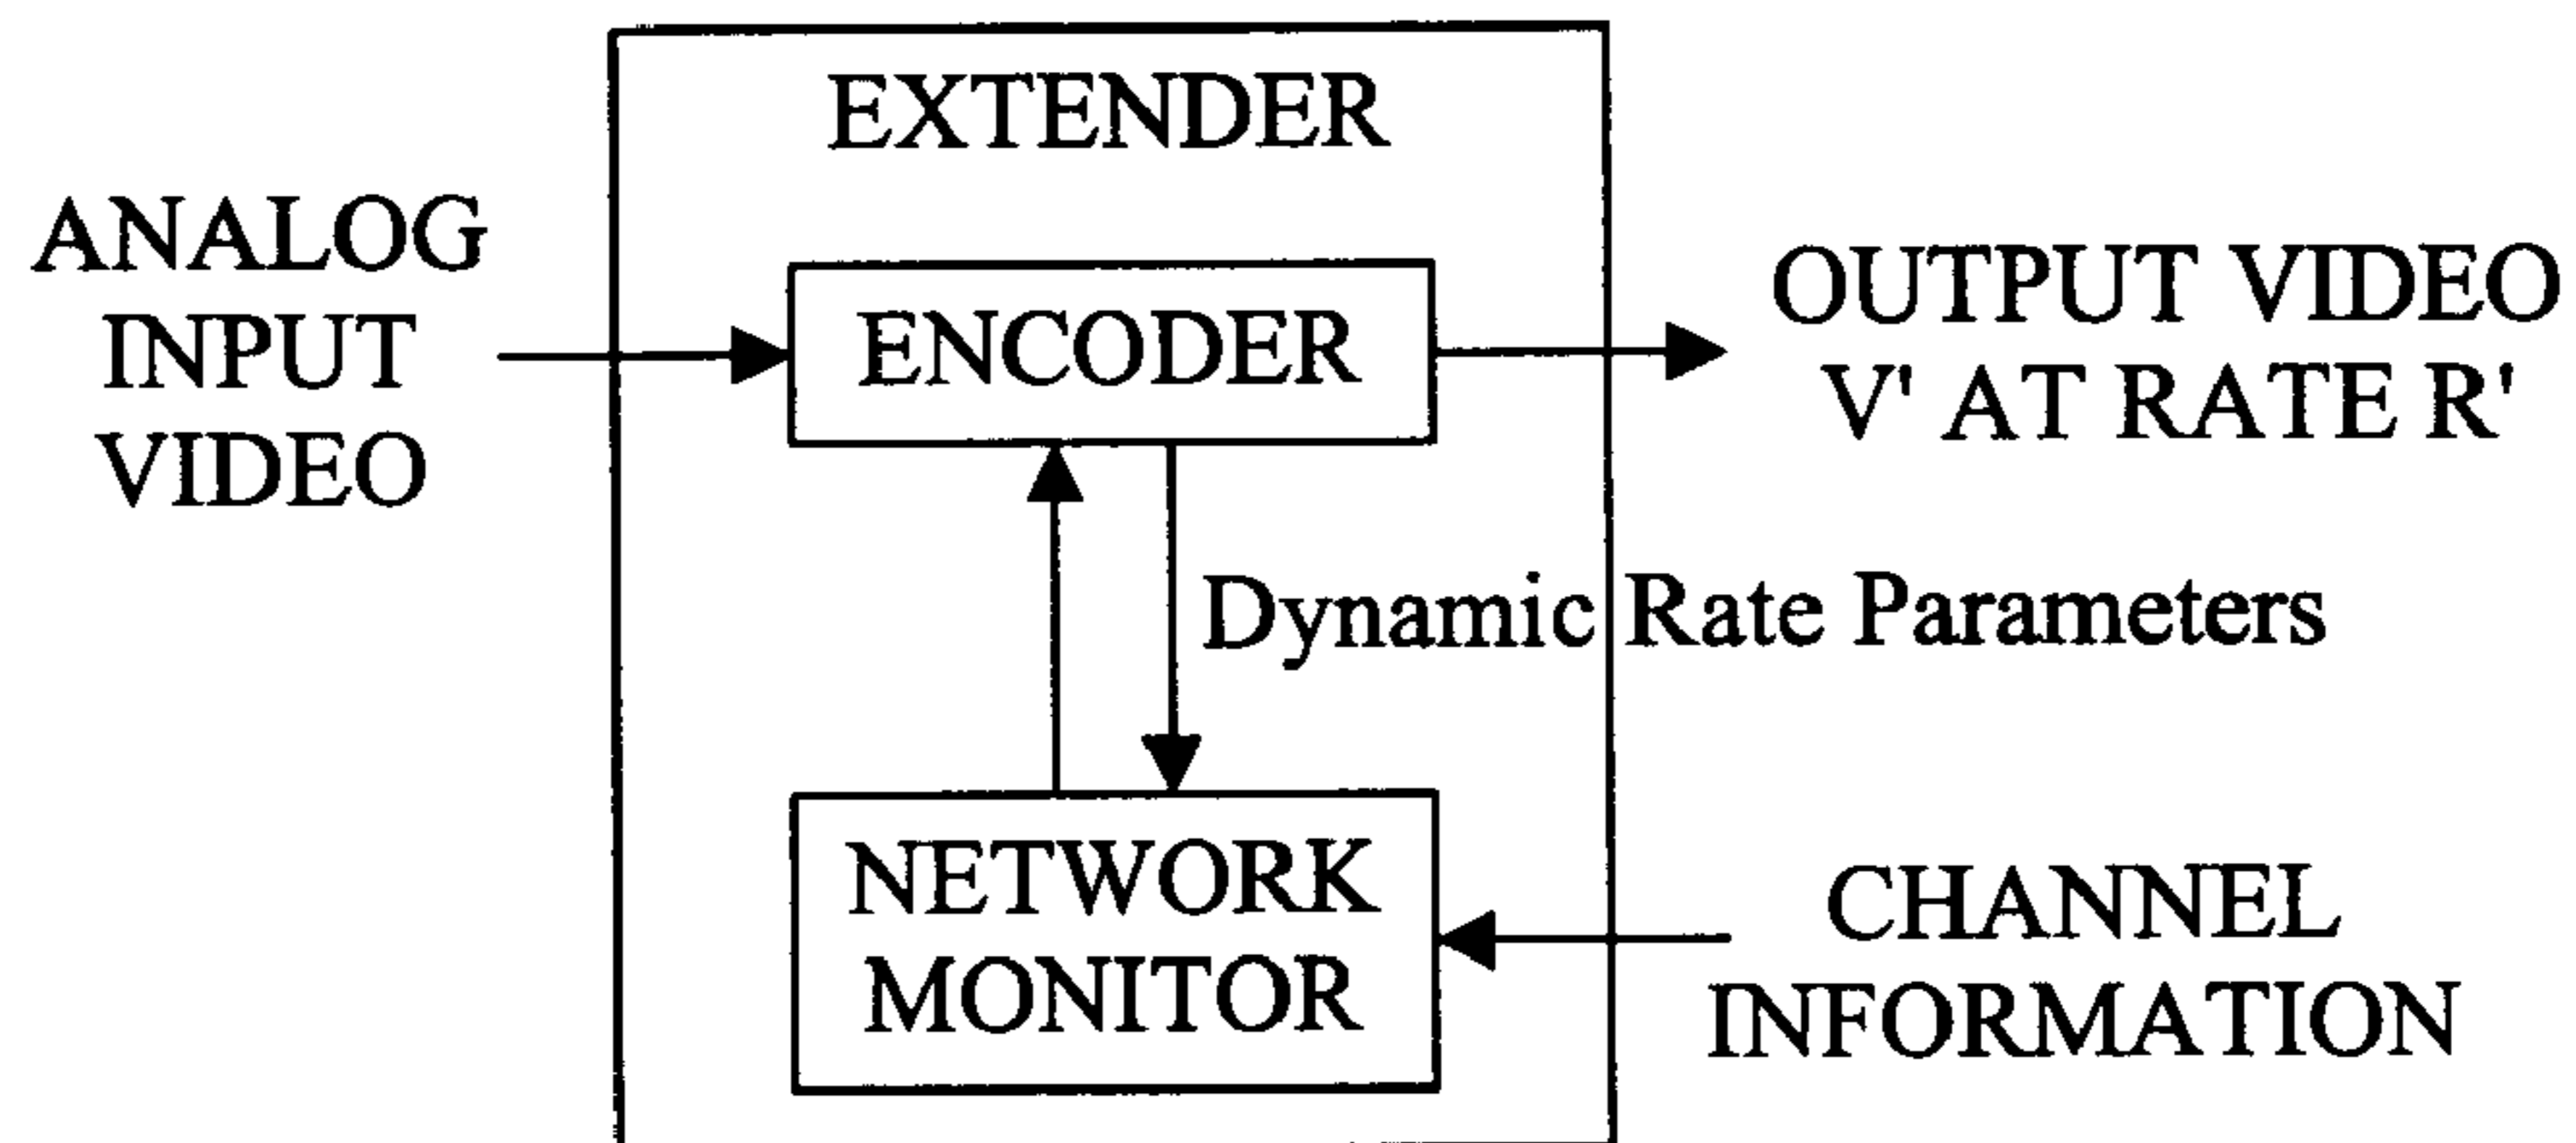 EXTENDER
ANALOG
INPUT
VIDEO
ENCODER
OUTPUT VIDEO
V' AT RATE R'
Dynamic Rate Parameters
NETWORK
MONITOR
CHANNEL
INFORMATION